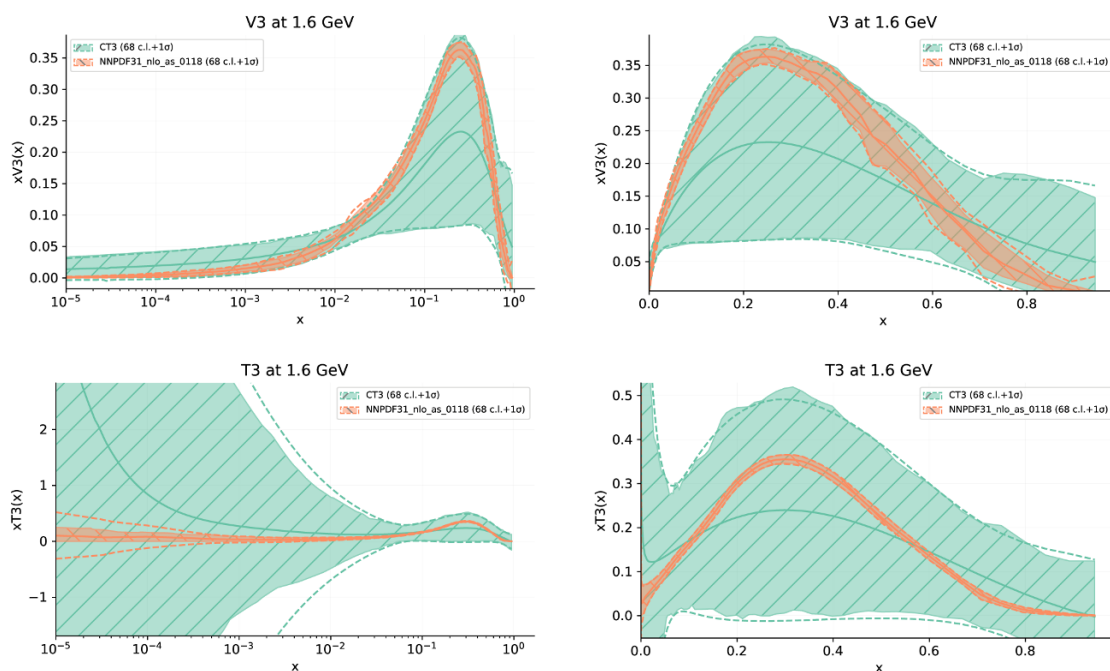 V3 at 1.6 GeV
CT3 (68 c.l.+1σ)
NNPDF31_nlo_as_0118 (68 c.l.+1σ)
xV3(x)
0.35
0.30
0.25
0.20
0.15
0.10
0.05
0.00
10⁻⁵
10⁻⁴
10⁻³
10⁻²
10⁻¹
10⁰
x
V3 at 1.6 GeV
CT3 (68 c.l.+1σ)
NNPDF31_nlo_as_0118 (68 c.l.+1σ)
xV3(x)
0.35
0.30
0.25
0.20
0.15
0.10
0.05
0.0
0.2
0.4
0.6
0.8
x
T3 at 1.6 GeV
CT3 (68 c.l.+1σ)
NNPDF31_nlo_as_0118 (68 c.l.+1σ)
xT3(x)
2
1
0
−1
10⁻⁵
10⁻⁴
10⁻³
10⁻²
10⁻¹
10⁰
x
T3 at 1.6 GeV
CT3 (68 c.l.+1σ)
NNPDF31_nlo_as_0118 (68 c.l.+1σ)
xT3(x)
0.5
0.4
0.3
0.2
0.1
0.0
0.0
0.2
0.4
0.6
0.8
x